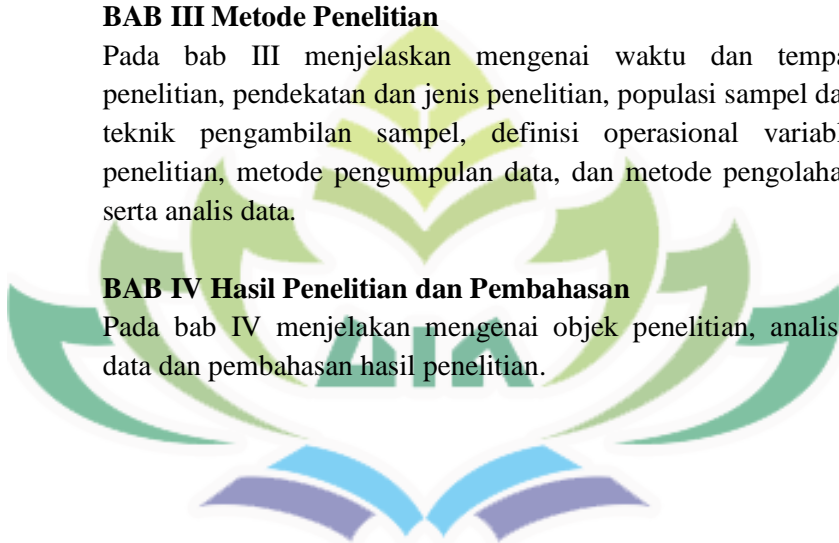 BAB III Metode Penelitian
Pada bab III menjelaskan mengenai waktu dan tempa
penelitian, pendekatan dan jenis penelitian, populasi sampel da
teknik pengambilan sampel, definisi operasional variabl
penelitian, metode pengumpulan data, dan metode pengolaha
serta analis data.
BAB IV Hasil Penelitian dan Pembahasan
Pada bab IV menjelakan mengenai objek penelitian, analis
data dan pembahasan hasil penelitian.